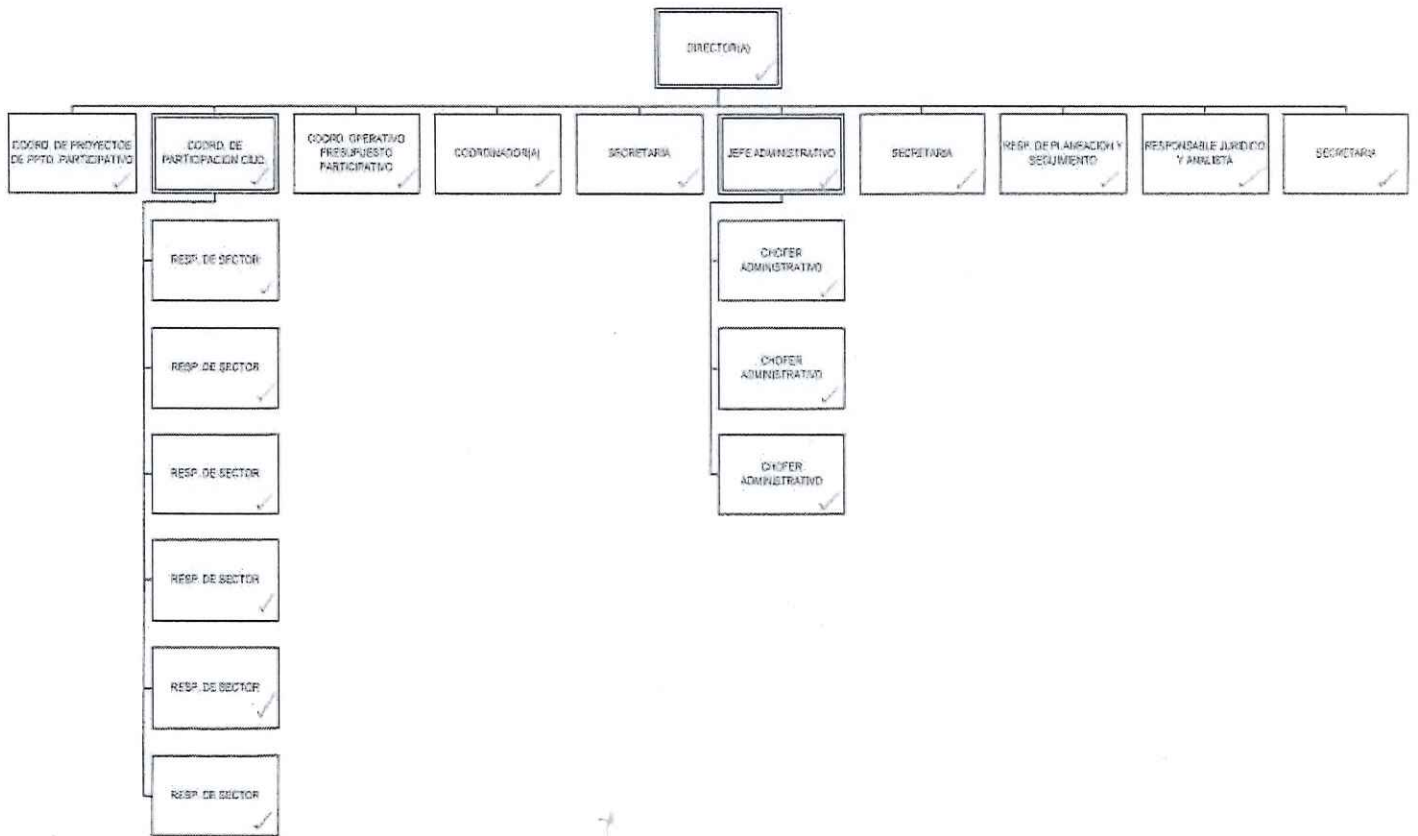 DIRECTOR(A)
COORD. DE PROYECTOS
DE PPTO. PARTICIPATIVO
COORD. DE
PARTICIPACION CIUD.
COORD. OPERATIVO
PRESUPUESTO
PARTICIPATIVO
COORDINADOR(A)
SECRETARIA
JEFE ADMINISTRATIVO
SECRETARIA
RESP. DE PLANEACION Y
SEGUIMIENTO
RESPONSABLE JURIDICO
Y ANALISTA
SECRETARIA
RESP. DE SECTOR
RESP. DE SECTOR
RESP. DE SECTOR
RESP. DE SECTOR
RESP. DE SECTOR
RESP. DE SECTOR
CHOFER
ADMINISTRATIVO
CHOFER
ADMINISTRATIVO
CHOFER
ADMINISTRATIVO